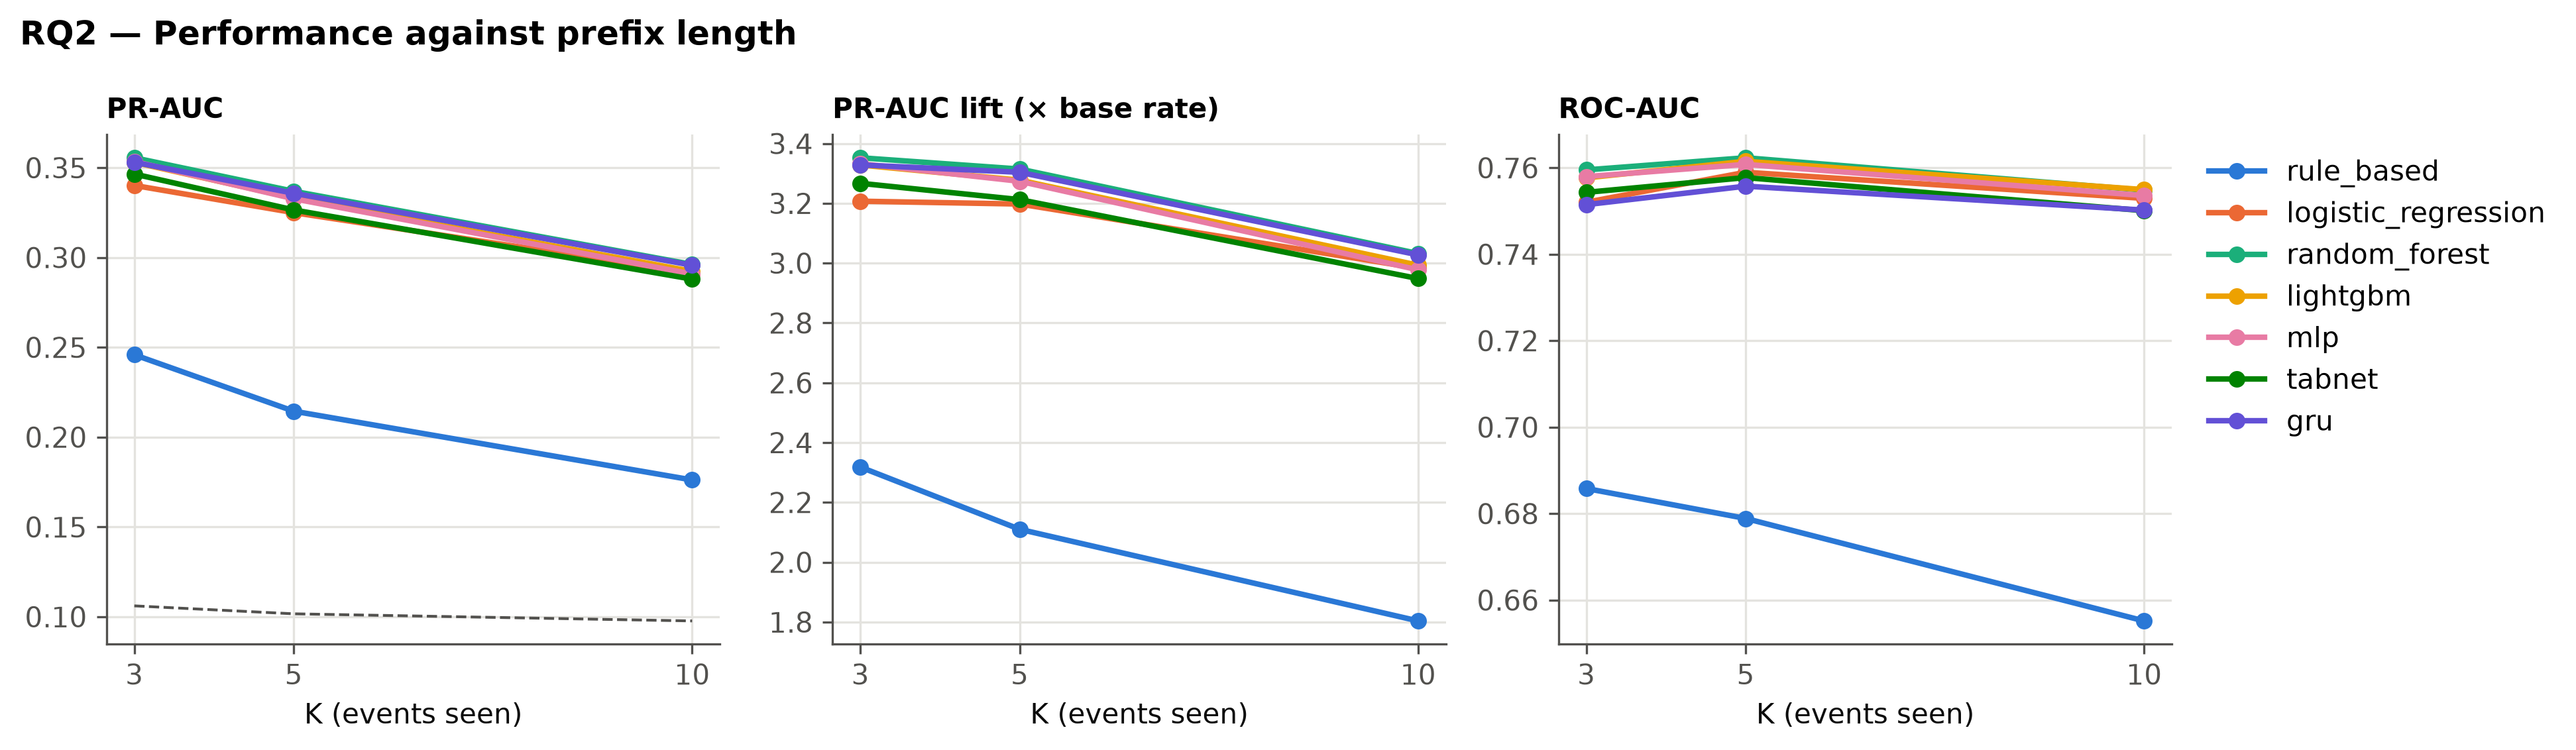 RQ2 — Performance against prefix length
PR-AUC
0.35
0.30
0.25
0.20
0.15
0.10
3 5 10
K (events seen)
PR-AUC lift (× base rate)
3.4
3.2
3.0
2.8
2.6
2.4
2.2
2.0
1.8
3 5 10
K (events seen)
ROC-AUC
0.76
0.74
0.72
0.70
0.68
0.66
3 5 10
K (events seen)
rule_based
logistic_regression
random_forest
lightgbm
mlp
tabnet
gru